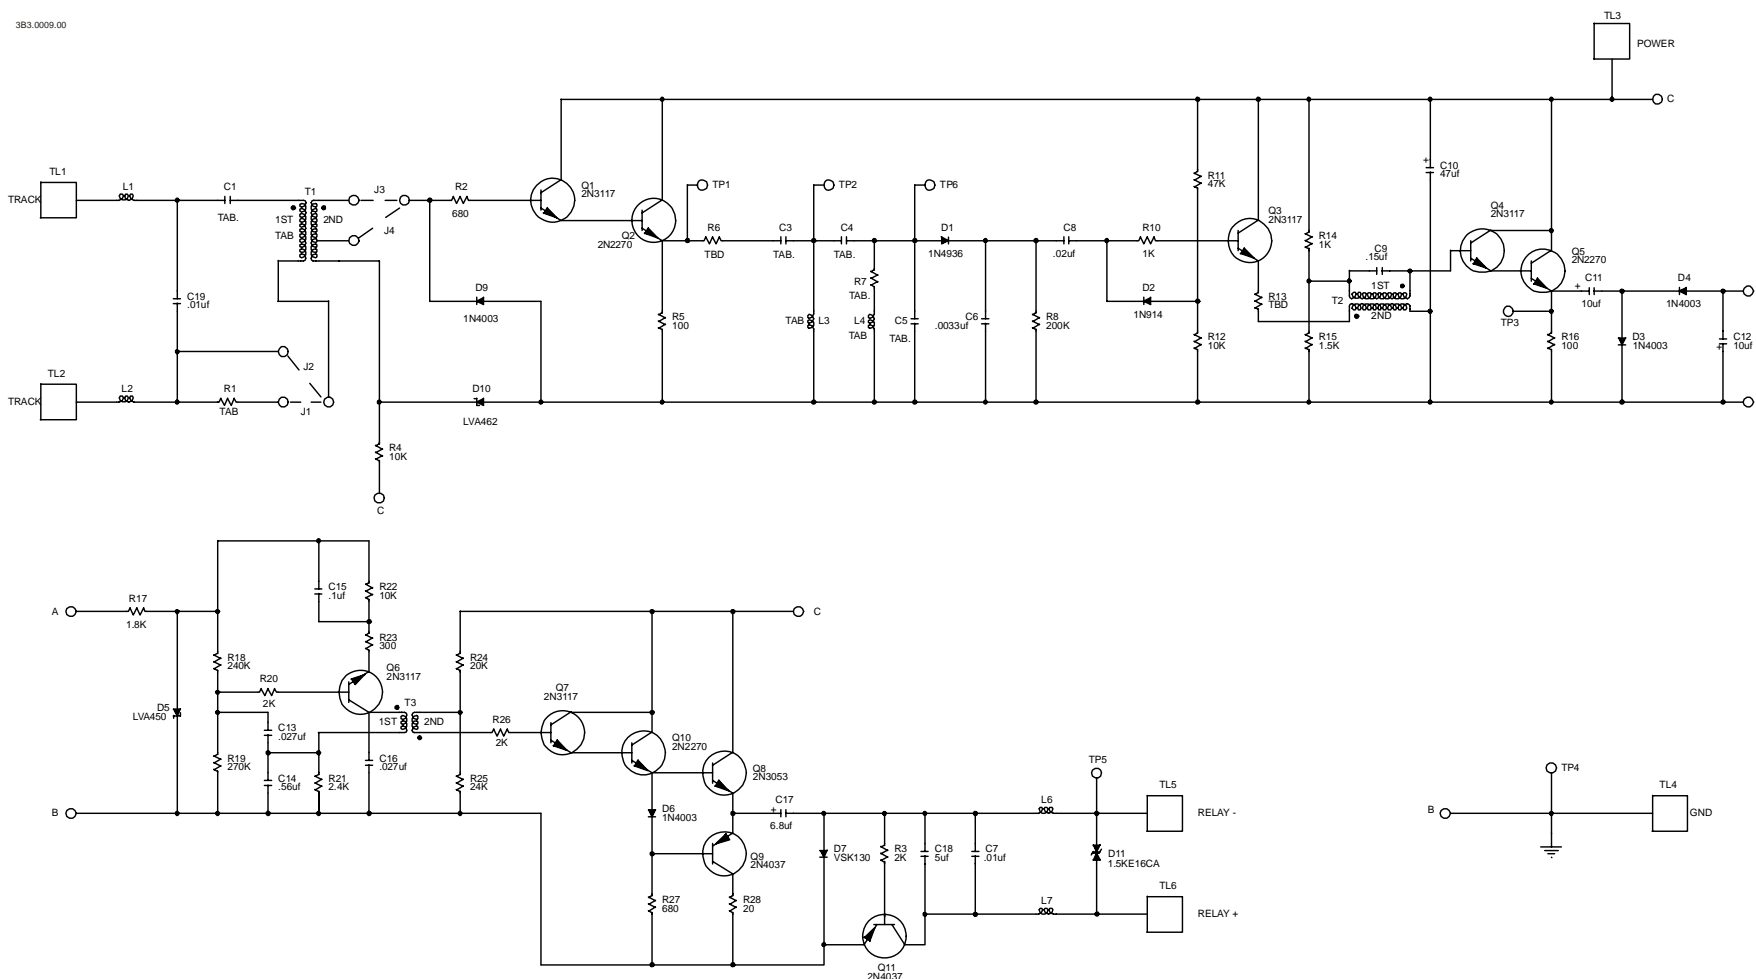 3B3.0009.00
TL3
POWER
C
TL1
TRACK
L1
C1
TAB.
T1
1ST
TAB
2ND
J3
J4
R2
680
Q1
2N3117
Q2
2N2270
TP1
R6
TBD
C3
TAB.
TP2
C4
TAB.
TP6
D1
1N4936
C8
.02uf
R10
1K
R11
47K
Q3
2N3117
R14
1K
C9
.15uf
1ST
T2
2ND
C10
47uf
+
Q4
2N3117
Q5
2N2270
C11
+
10uf
D4
1N4003
C19
.01uf
D9
1N4003
R5
100
TAB
L3
R7
TAB.
L4
TAB
C5
TAB.
C6
.0033uf
R8
200K
D2
1N914
R12
10K
R13
TBD
R15
1.5K
TP3
R16
100
D3
1N4003
C12
10uf
+
TL2
TRACK
L2
R1
TAB
J2
J1
D10
LVA462
R4
10K
C
A
R17
1.8K
C15
.1uf
R22
10K
C
R18
240K
R23
300
Q6
2N3117
R24
20K
R20
2K
D5
LVA450
T3
1ST
2ND
R26
2K
Q7
2N3117
Q10
2N2270
Q8
2N3053
C13
.027uf
R19
270K
C14
.56uf
R21
2.4K
C16
.027uf
R25
24K
B
D6
1N4003
C17
+
6.8uf
Q9
2N4037
D7
VSK130
R3
2K
C18
5uf
C7
.01uf
L6
TP5
TL5
RELAY -
D11
1.5KE16CA
R27
680
R28
20
L7
TL6
RELAY +
Q11
2N4037
TP4
B
TL4
GND